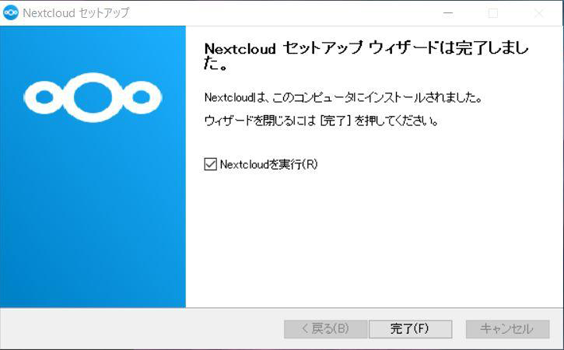 Nextcloud セットアップ
Nextcloud セットアップ ウィザードは完了しまし
た。
Nextcloudは、このコンピュータにインストールされました。
ウィザードを閉じるには [完了] を押してください。
Nextcloudを実行(R)
< 戻る(B)
完了(F)
キャンセル